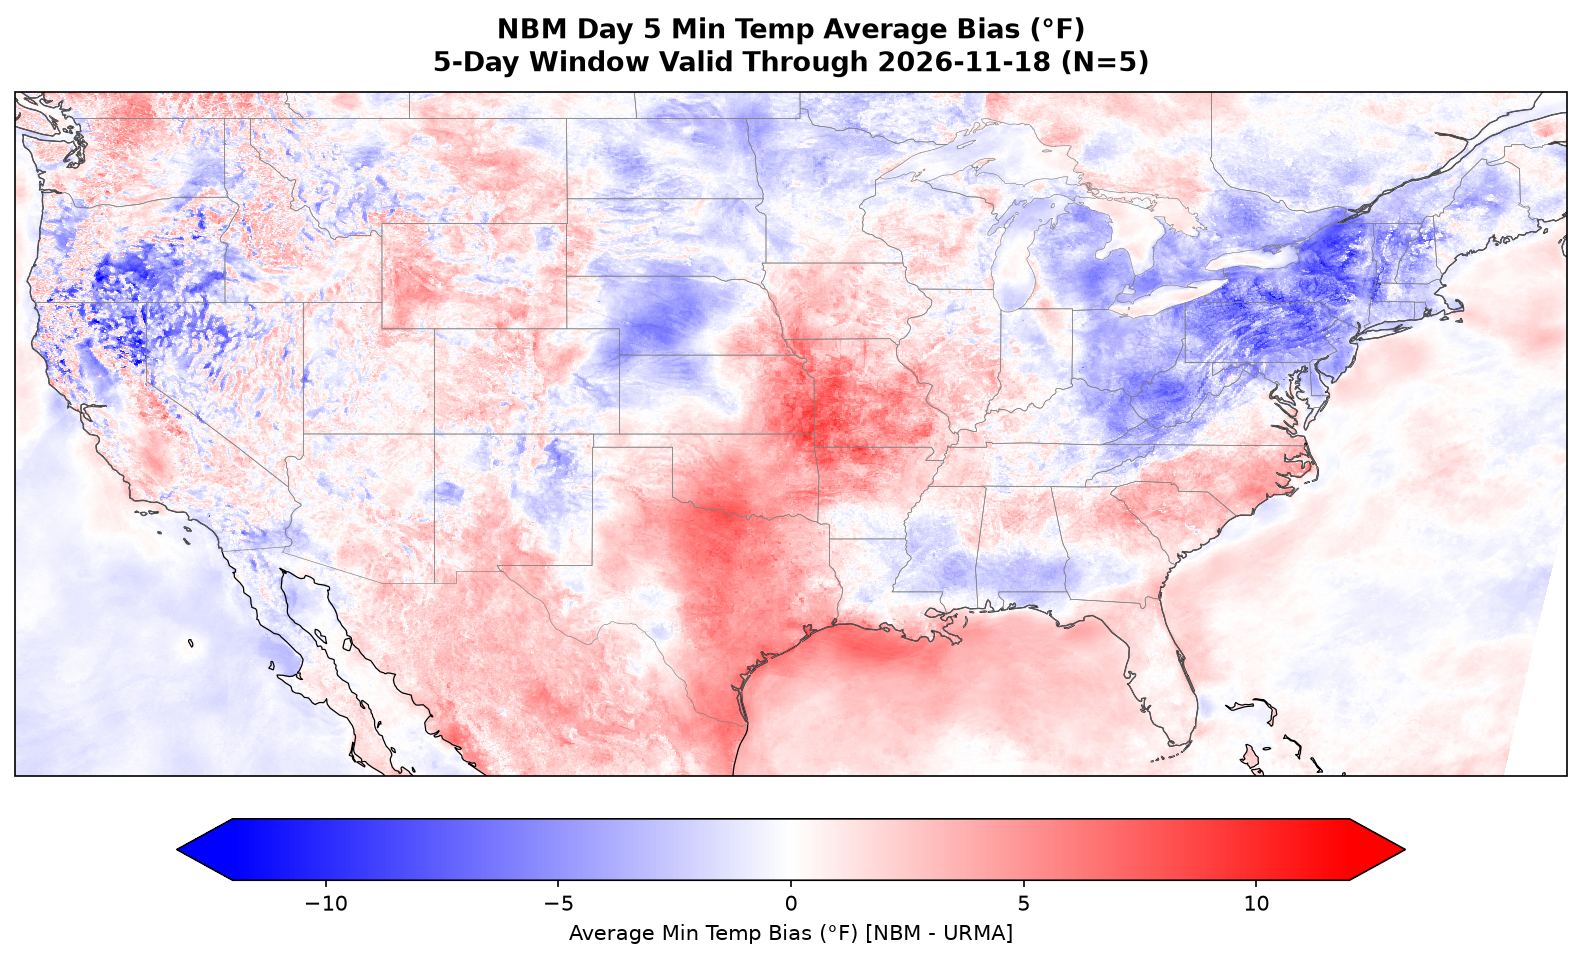 NBM Day 5 Min Temp Average Bias (°F)
5-Day Window Valid Through 2026-11-18 (N=5)
−10 −5 0 5 10
Average Min Temp Bias (°F) [NBM - URMA]